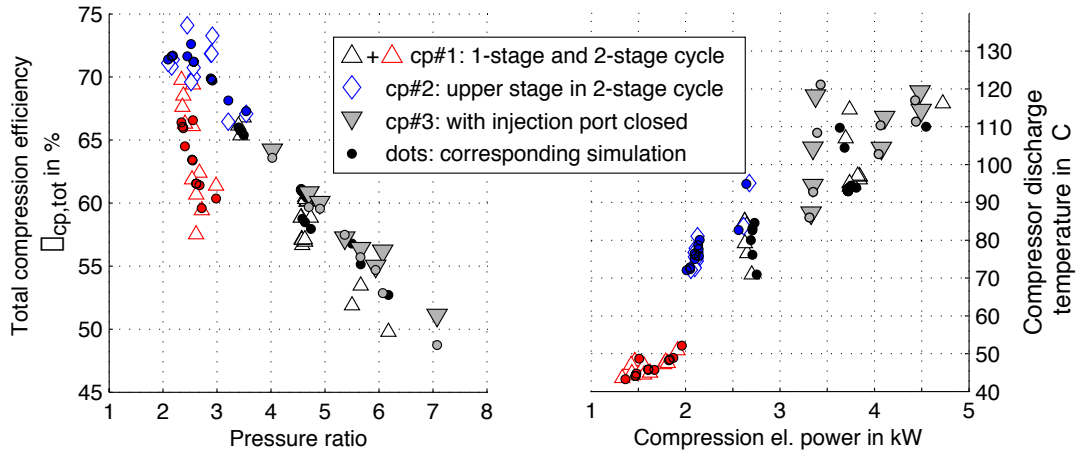 75
70
65
60
55
50
45
1 2 3 4 5 6 7 8
Pressure ratio
Total compression efficiency
□cp,tot in %
+ cp#1: 1-stage and 2-stage cycle
cp#2: upper stage in 2-stage cycle
cp#3: with injection port closed
dots: corresponding simulation
130
120
110
100
90
80
70
60
50
40
1 2 3 4 5
Compression el. power in kW
Compressor discharge
temperature in C